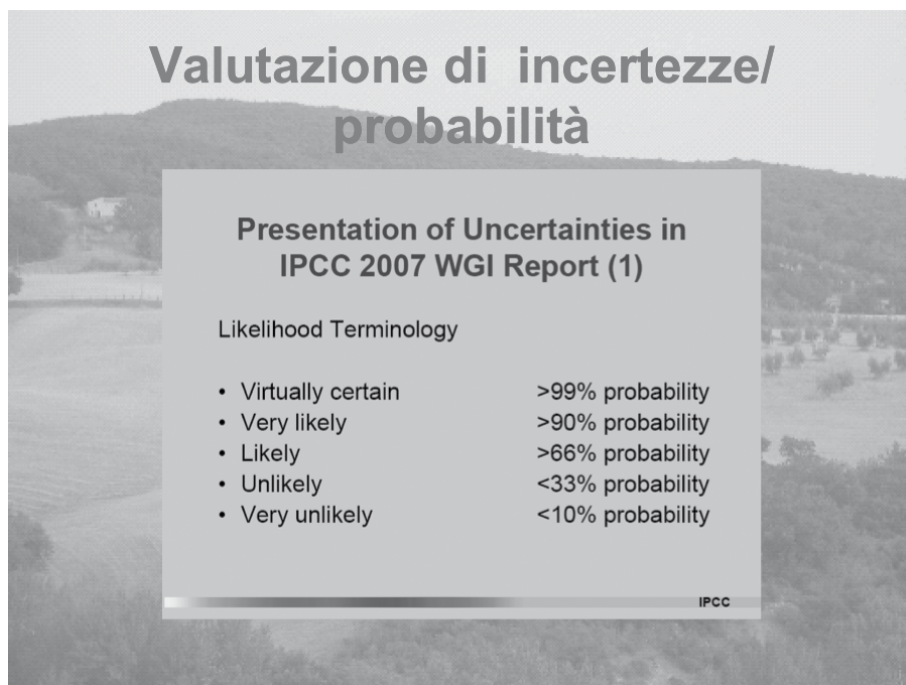 Valutazione di incertezze/
probabilità
Presentation of Uncertainties in
IPCC 2007 WGI Report (1)
Likelihood Terminology
• Virtually certain >99% probability
• Very likely >90% probability
• Likely >66% probability
• Unlikely <33% probability
• Very unlikely <10% probability
IPCC